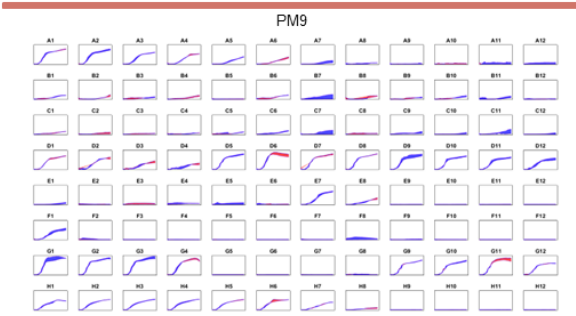 PM9
A1 A2 A3 A4 A5 A6 A7 A8 A9 A10 A11 A12
B1 B2 B3 B4 B5 B6 B7 B8 B9 B10 B11 B12
C1 C2 C3 C4 C5 C6 C7 C8 C9 C10 C11 C12
D1 D2 D3 D4 D5 D6 D7 D8 D9 D10 D11 D12
E1 E2 E3 E4 E5 E6 E7 E8 E9 E10 E11 E12
F1 F2 F3 F4 F5 F6 F7 F8 F9 F10 F11 F12
G1 G2 G3 G4 G5 G6 G7 G8 G9 G10 G11 G12
H1 H2 H3 H4 H5 H6 H7 H8 H9 H10 H11 H12